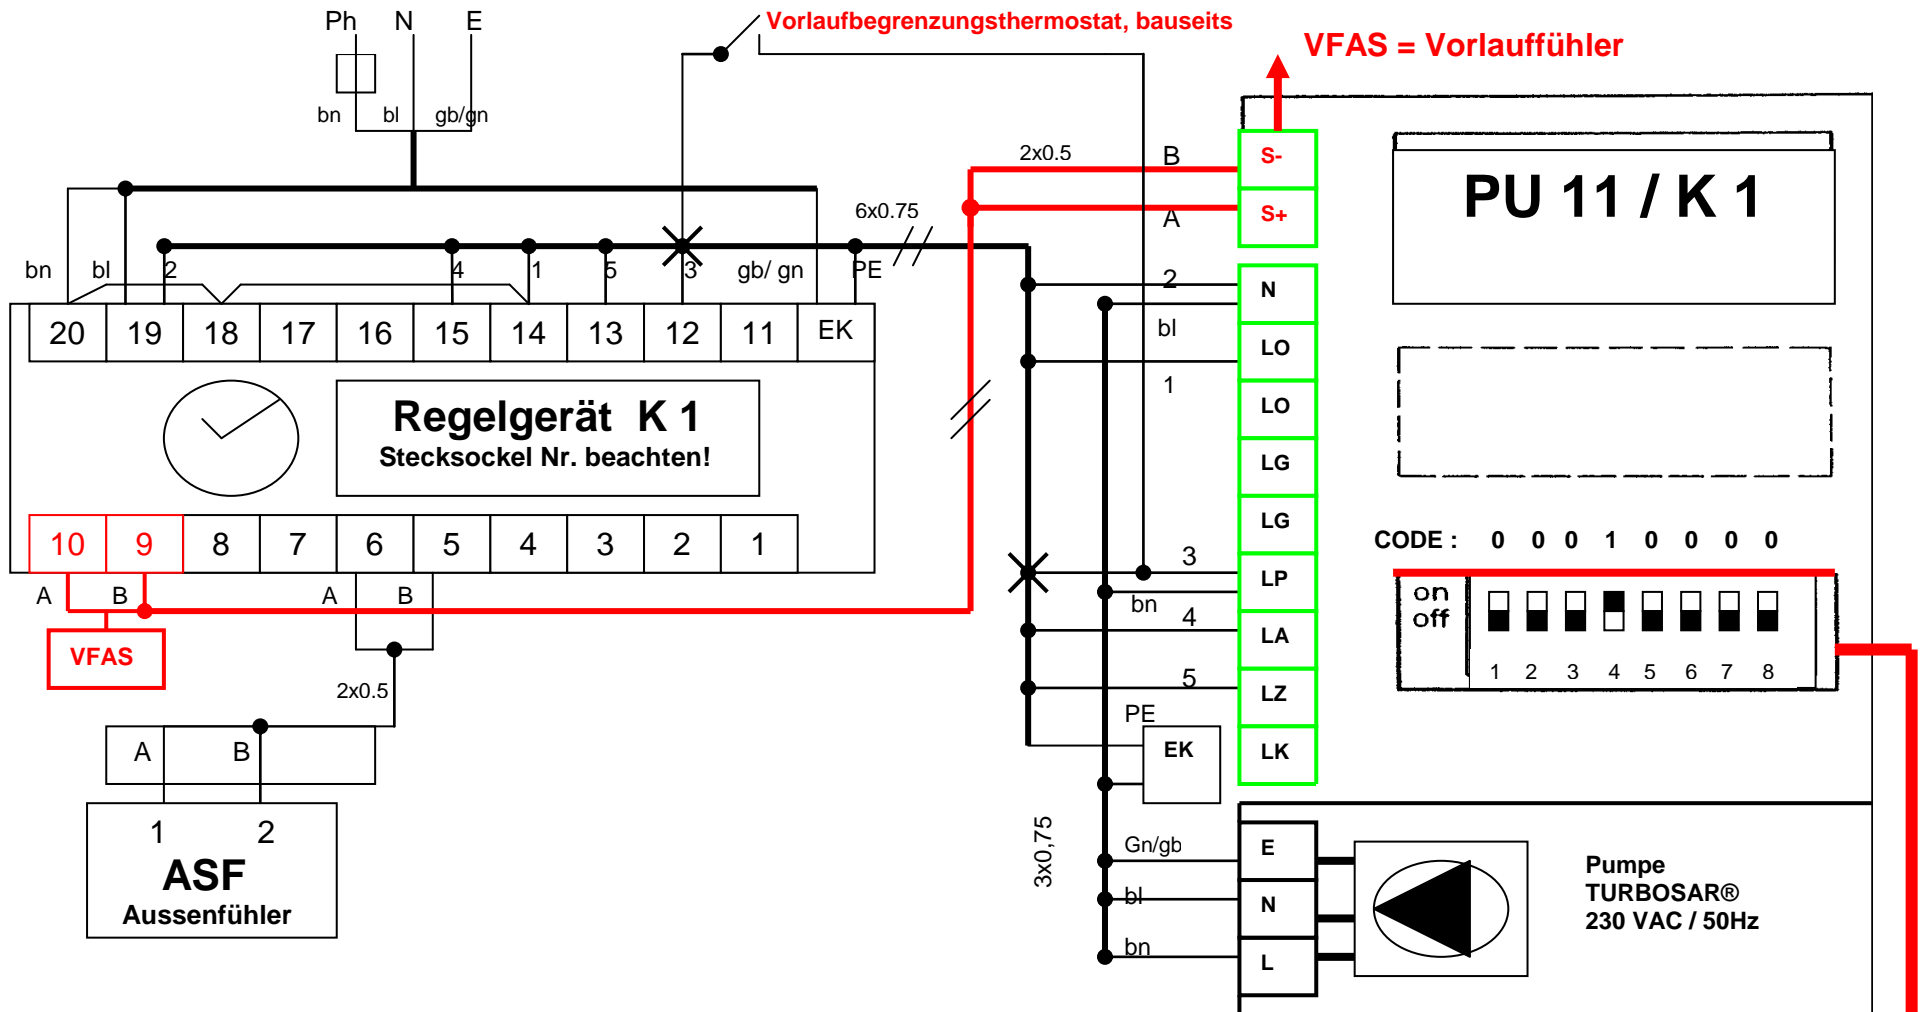 Ph N E
Vorlaufbegrenzungsthermostat, bauseits
VFAS = Vorlauffühler
bn bl gb/gn
2x0.5 B S-
PU 11 / K 1
6x0.75 A S+
bn bl 2 4 1 5 3 gb/ gn PE
2 N
20 19 18 17 16 15 14 13 12 11 EK
bl LO
1
LO
Regelgerät K 1
Stecksockel Nr. beachten!
LG
LG
10 9 8 7 6 5 4 3 2 1
CODE : 0 0 0 1 0 0 0 0
3 LP
A B A B
bn
on
off
4 LA
VFAS
1 2 3 4 5 6 7 8
2x0.5
5 LZ
PE
A B
EK LK
1 2
ASF
Aussenfühler
3x0,75
Gn/gb E
bl N
bn L
Pumpe
TURBOSAR®
230 VAC / 50Hz